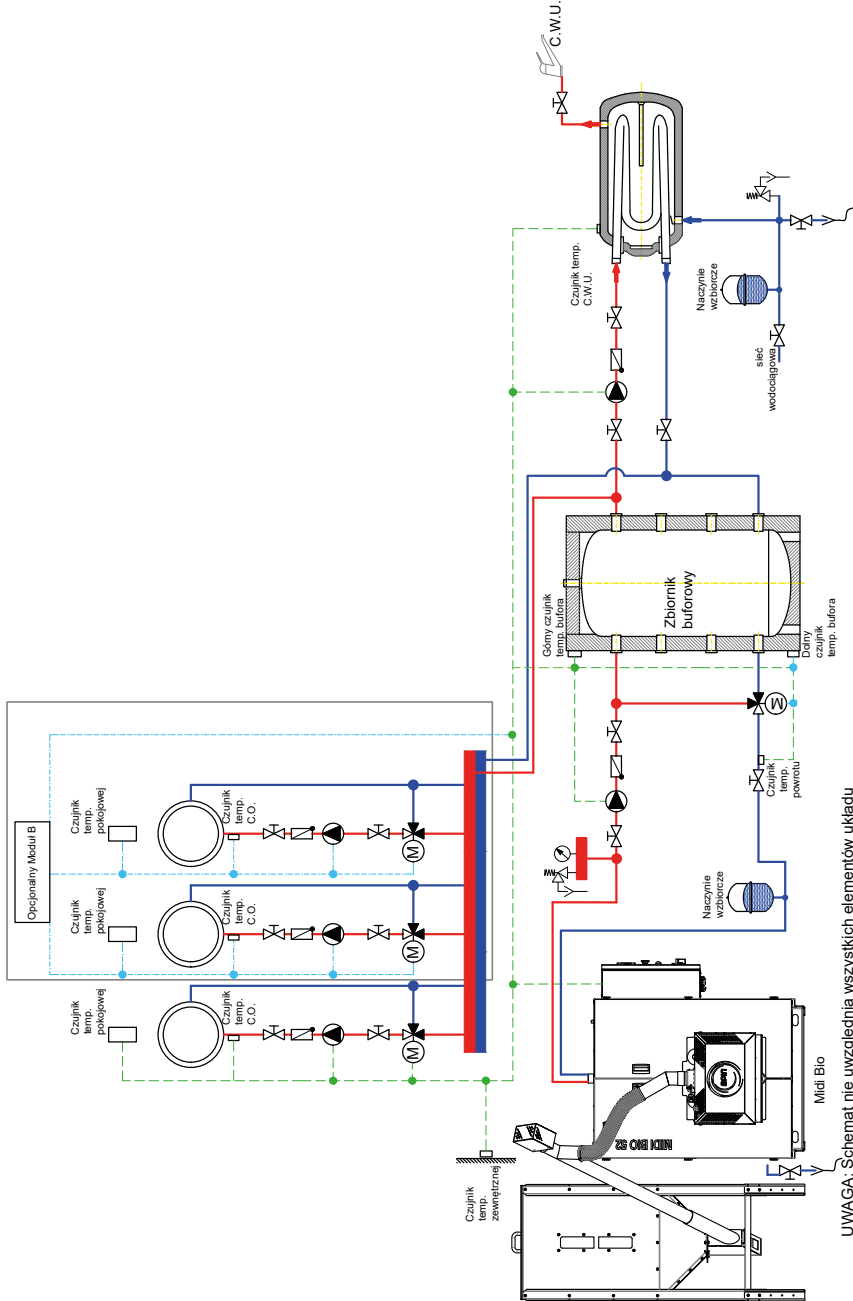 Opcjonalny Moduł B
Czujnik
temp.
pokojowej
Czujnik
temp.
pokojowej
Czujnik
temp.
pokojowej
Czujnik
temp.
C.O.
Czujnik
temp.
C.O.
Czujnik
temp.
C.O.
M
M
M
Czujnik
temp.
zewnętrznej
Górny czujnik
temp. bufora
Zbiornik
buforowy
Dolny
czujnik
temp. bufora
M
Czujnik
temp.
powrotu
Naczynie
wzbiorcze
Czujnik temp.
C.W.U.
C.W.U.
Naczynie
wzbiorcze
sieć
wodociągowa
MIDI BIO 52
Midi Bio
UWAGA: Schemat nie uwzględnia wszystkich elementów układu